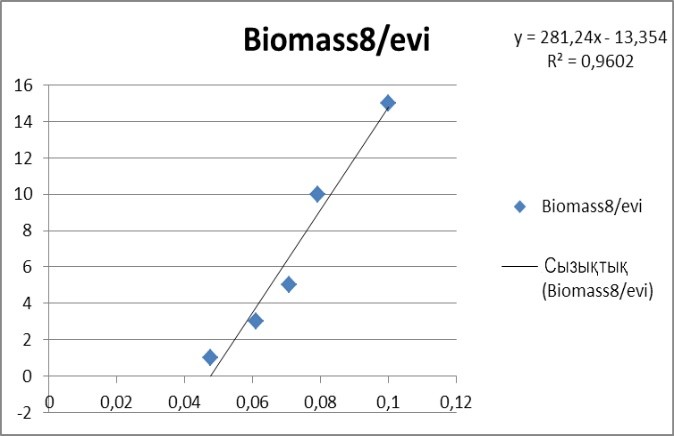 Biomass8/evi
y = 281,24x - 13,354
R² = 0,9602
16
14
12
10
8
6
4
2
0
-2
0
0,02
0,04
0,06
0,08
0,1
0,12
Biomass8/evi
Сызықтық
(Biomass8/evi)